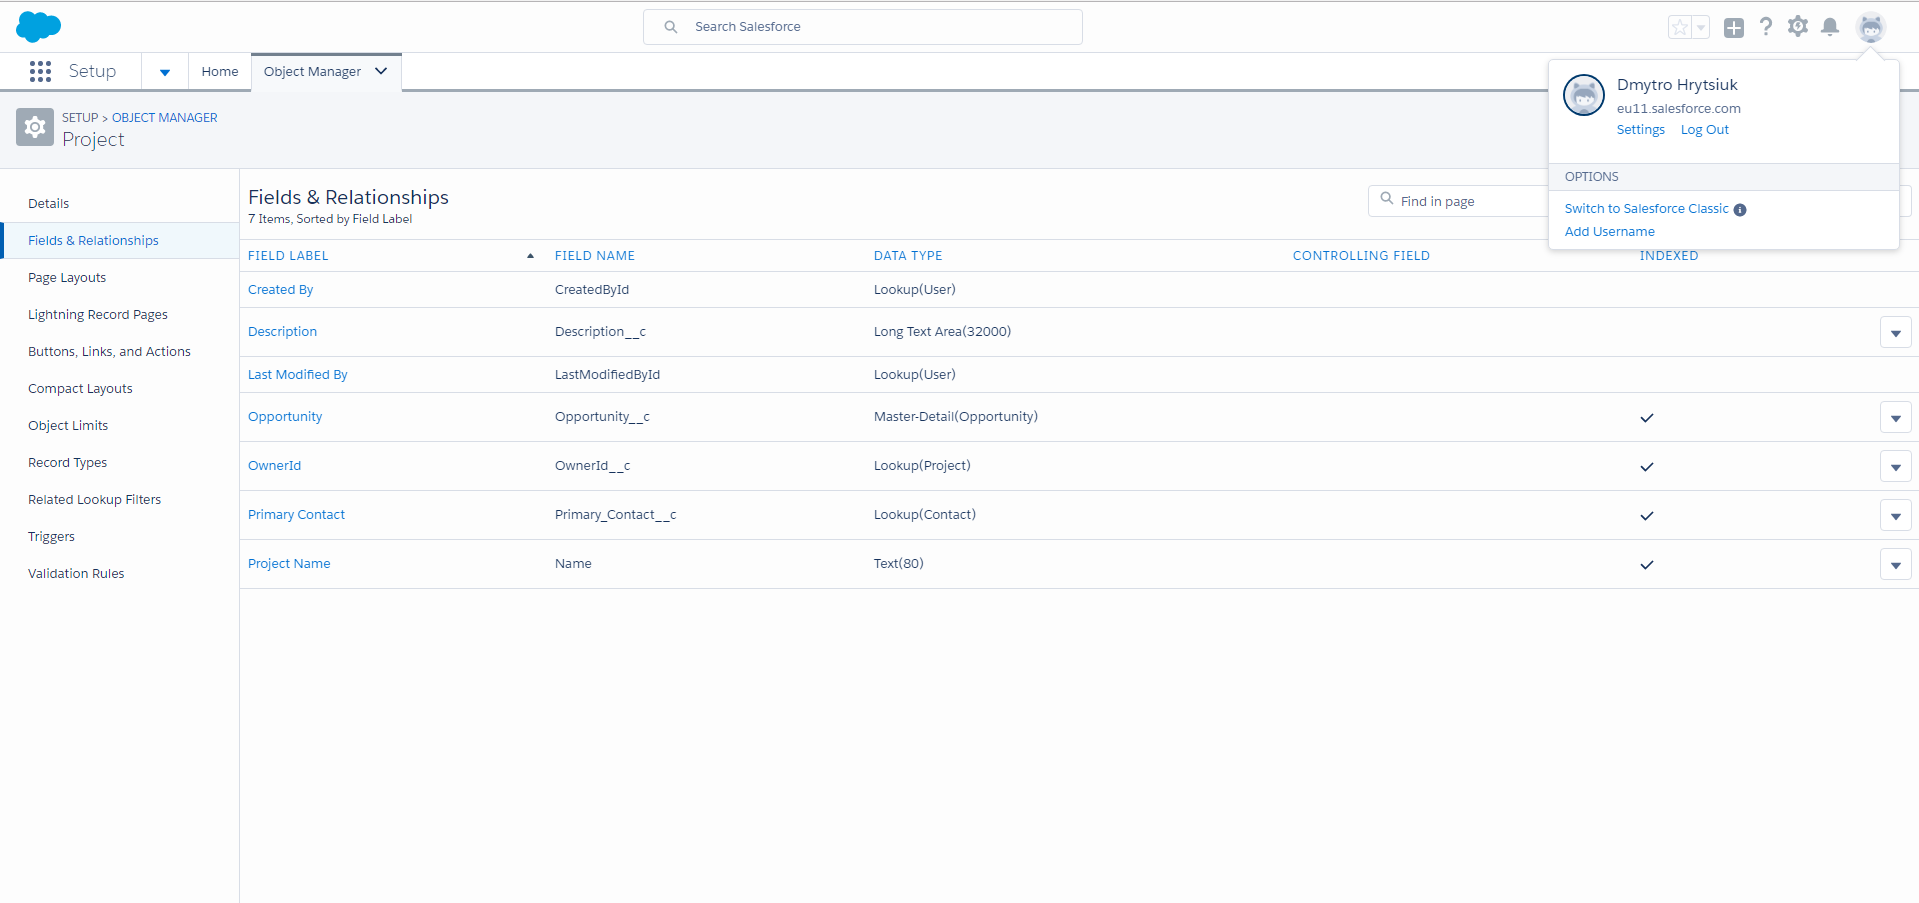 Search Salesforce
Setup
Home
Object Manager
SETUP > OBJECT MANAGER
Project
Dmytro Hrytsiuk
eu11.salesforce.com
Settings Log Out
OPTIONS
Switch to Salesforce Classic
Add Username
Details
Fields & Relationships
Page Layouts
Lightning Record Pages
Buttons, Links, and Actions
Compact Layouts
Object Limits
Record Types
Related Lookup Filters
Triggers
Validation Rules
Fields & Relationships
7 Items, Sorted by Field Label
Find in page
FIELD LABEL FIELD NAME DATA TYPE CONTROLLING FIELD INDEXED
Created By CreatedById Lookup(User)
Description Description__c Long Text Area(32000)
Last Modified By LastModifiedById Lookup(User)
Opportunity Opportunity__c Master-Detail(Opportunity)
OwnerId OwnerId__c Lookup(Project)
Primary Contact Primary_Contact__c Lookup(Contact)
Project Name Name Text(80)